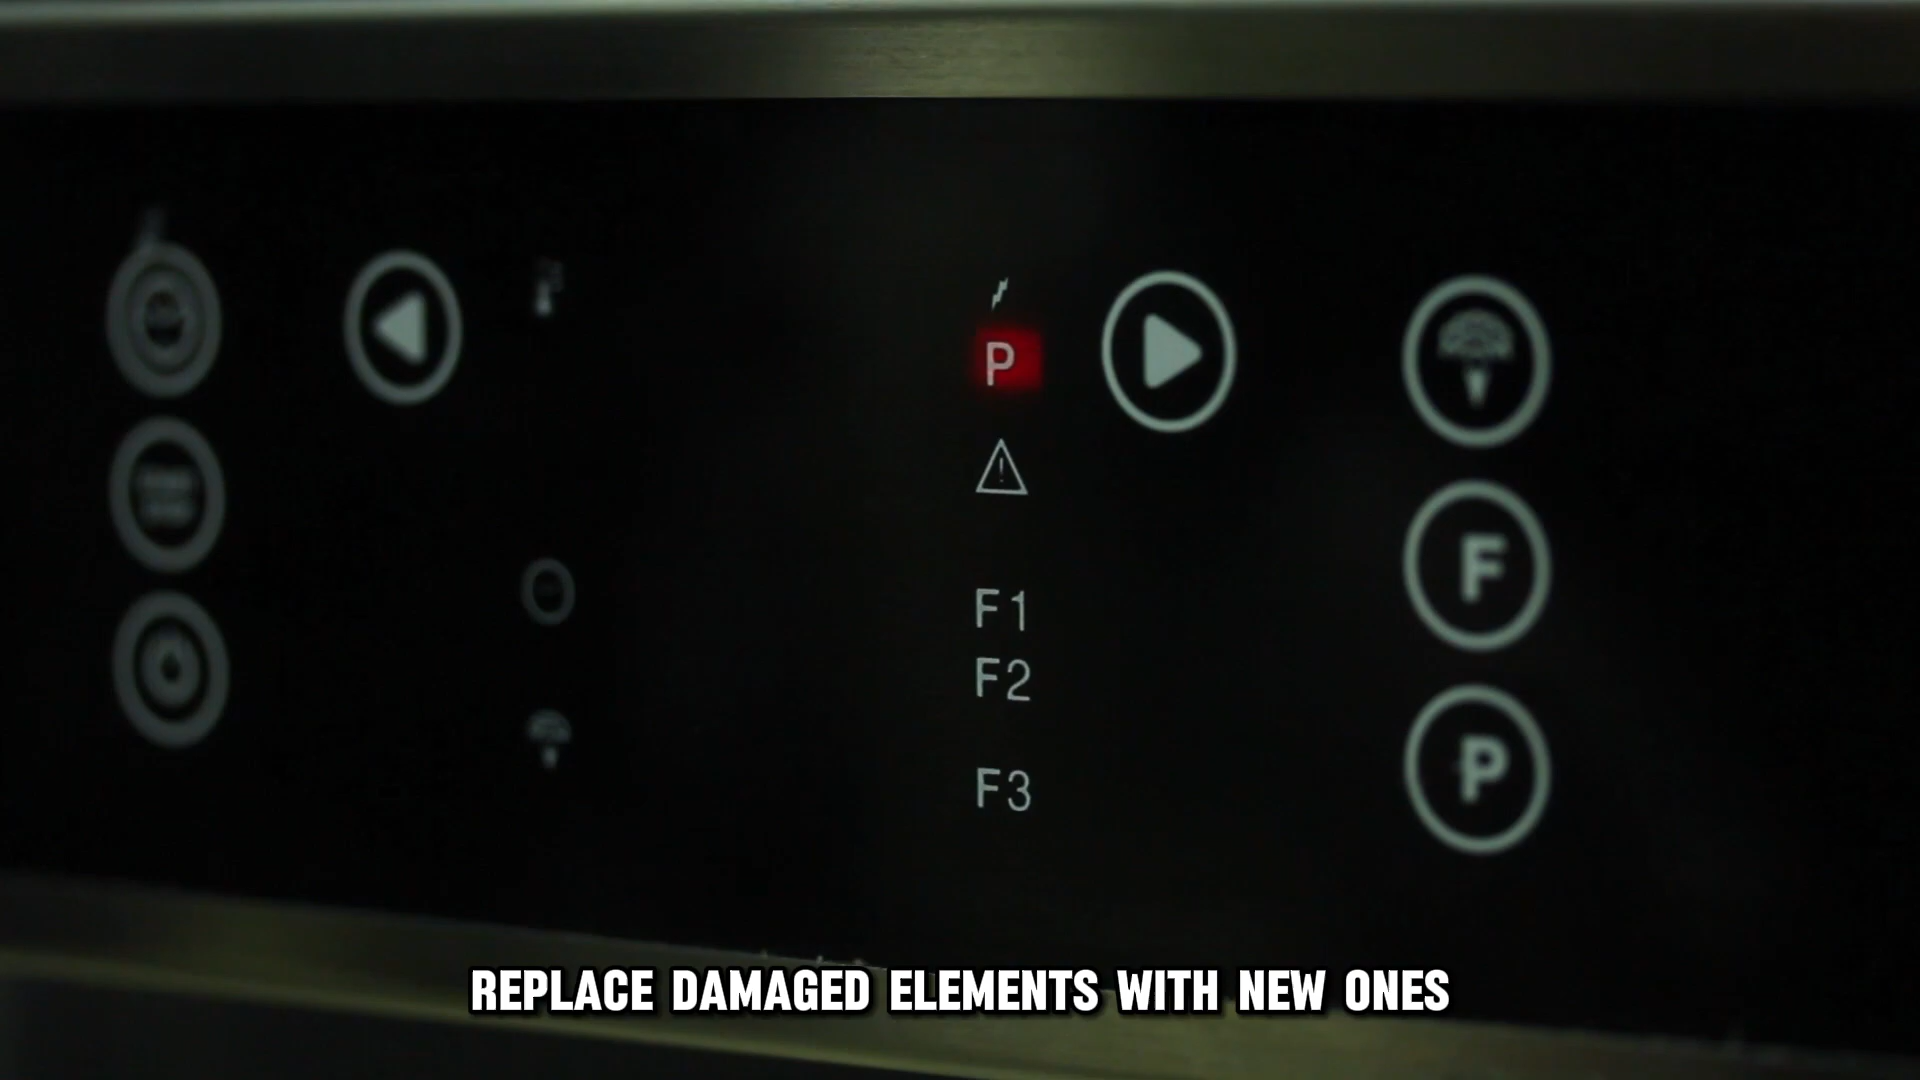 P
F1
F2
F3
F
P
REPLACE DAMAGED ELEMENTS WITH NEW ONES